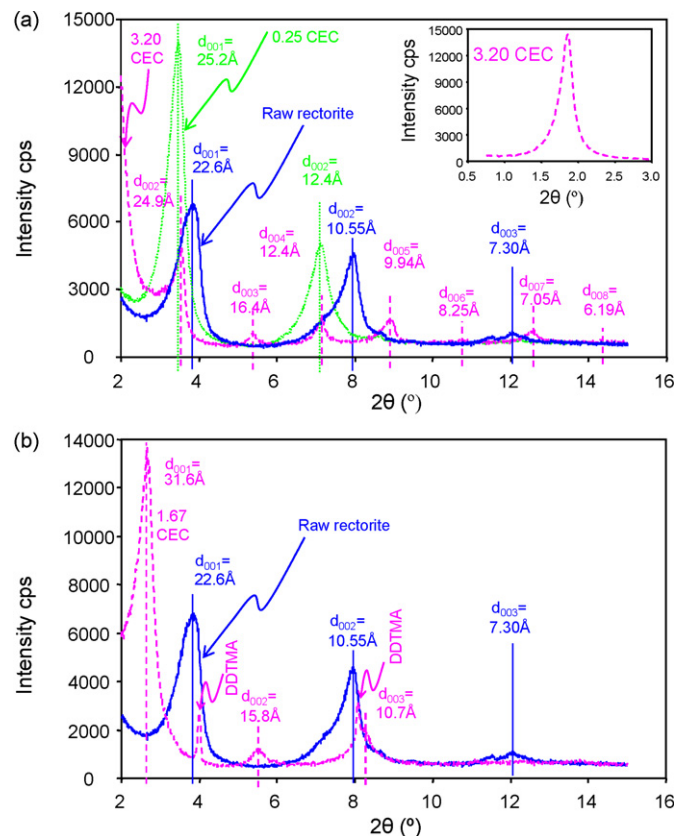 (a)
15000
12000
9000
6000
3000
0
Intensity cps
3.20
CEC
d001=
25.2Å
0.25 CEC
Raw rectorite
d001=
22.6Å
d002=
24.9Å
d002=
12.4Å
d002=
10.55Å
d003=
7.30Å
d004=
12.4Å
d005=
9.94Å
d003=
16.4Å
d006=
8.25Å
d007=
7.05Å
d008=
6.19Å
2 4 6 8 10 12 14 16
2θ (º)
3.20 CEC
Intensity cps
15000
12000
9000
6000
3000
0
0.5 1.0 1.5 2.0 2.5 3.0
2θ (º)
(b)
14000
12000
10000
8000
6000
4000
2000
0
Intensity cps
d001=
31.6Å
1.67
CEC
Raw rectorite
d001=
22.6Å
DDTMA
d002=
15.8Å
d002=
10.55Å
DDTMA
d003=
10.7Å
d003=
7.30Å
2 4 6 8 10 12 14 16
2θ (º)